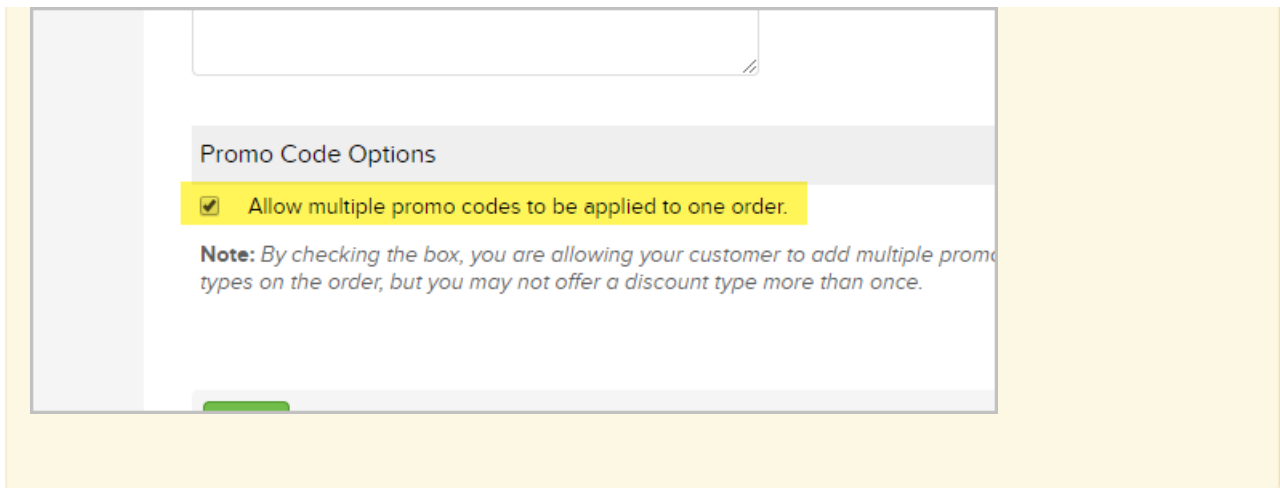 Promo Code Options
Allow multiple promo codes to be applied to one order.
Note: By checking the box, you are allowing your customer to add multiple
types on the order, but you may not offer a discount type more than once.